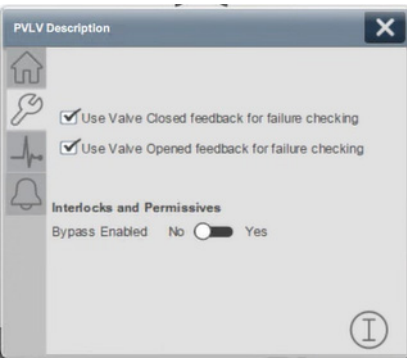 PVLV Description
Use Valve Closed feedback for failure checking
Use Valve Opened feedback for failure checking
Interlocks and Permissives
Bypass Enabled No Yes